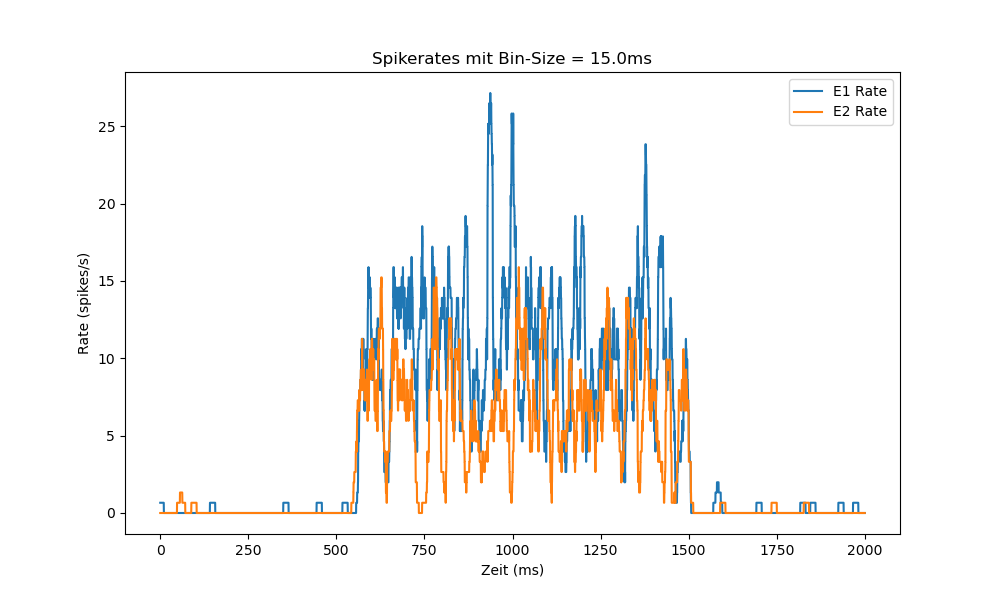 Spikerates mit Bin-Size = 15.0ms
E1 Rate
E2 Rate
25
20
15
10
5
0
Rate (spikes/s)
0 250 500 750 1000 1250 1500 1750 2000
Zeit (ms)